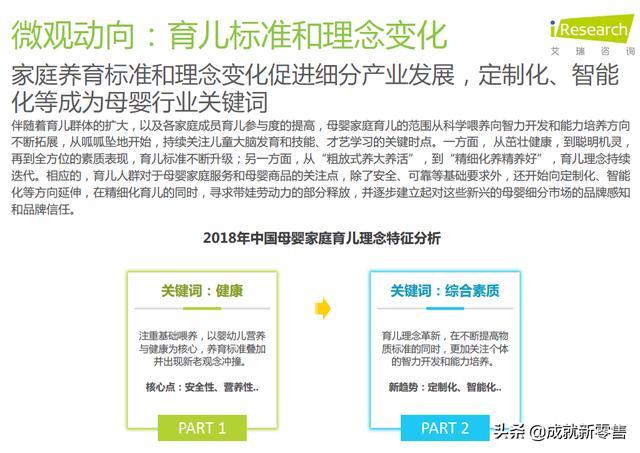 微观动向：育儿标准和理念变化
iResearch
艾瑞咨询
家庭养育标准和理念变化促进细分产业发展，定制化、智能
化等成为母婴行业关键词
伴随着育儿群体的扩大，以及各家庭成员育儿参与度的提高，母婴家庭育儿的范围从科学喂养向智力开发和能力培养方向
不断拓展，从呱呱坠地开始，持续关注儿童大脑发育和技能、才艺学习的关键时点。一方面，从茁壮健康，到聪明机灵，
再到全方位的素质表现，育儿标准不断升级；另一方面，从“粗放式养大养活”，到“精细化养精养好”，育儿理念持续
迭代。相应的，育儿人群对于母婴家庭服务和母婴商品的关注点，除了安全、可靠等基础要求外，还开始向定制化、智能
化等方向延伸，在精细化育儿的同时，寻求带娃劳动力的部分释放，并逐步建立起对这些新兴的母婴细分市场的品牌感知
和品牌信任。
2018年中国母婴家庭育儿理念特征分析
关键词：健康
注重基础喂养，以婴幼儿营养
与健康为核心，养育标准叠加
并出现新老观念冲撞。
核心点：安全性、营养性..
PART 1
关键词：综合素质
育儿理念革新，在不断提高物
质标准的同时，更加关注个体
的智力开发和能力培养。
新趋势：定制化、智能化..
PART 2
头条 @成就新零售